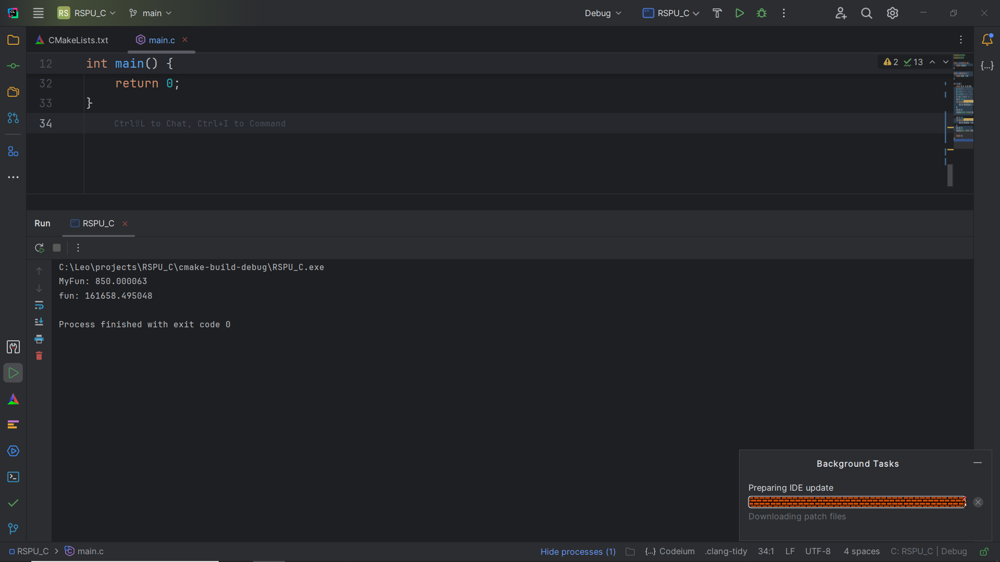 RS RSPU_C main Debug RSPU_C
CMakeLists.txt main.c
12 int main() { 2 13
32 return 0;
33 }
34 Ctrl⇧L to Chat, Ctrl+I to Command
Run RSPU_C
C:\Leo\projects\RSPU_C\cmake-build-debug\RSPU_C.exe
MyFun: 850.000063
fun: 161658.495048
Process finished with exit code 0
Background Tasks
Preparing IDE update
Downloading patch files
RSPU_C > main.c Hide processes (1) {...} Codeium .clang-tidy 34:1 LF UTF-8 4 spaces C: RSPU_C | Debug